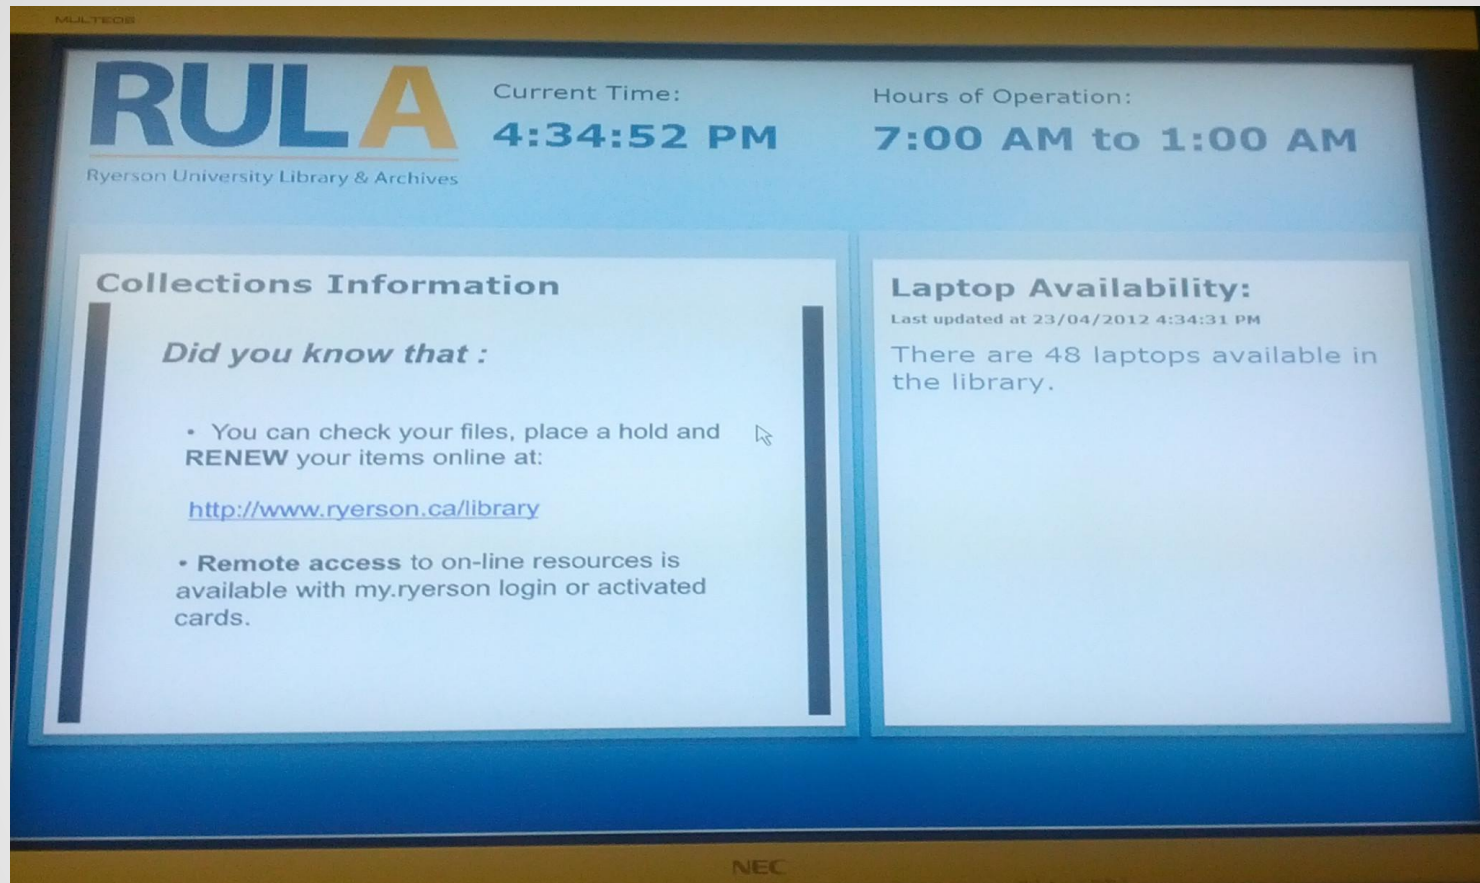 MULTEOS
RULA
Ryerson University Library & Archives
Current Time:
4:34:52 PM
Hours of Operation:
7:00 AM to 1:00 AM
Collections Information
Did you know that :
• You can check your files, place a hold and
RENEW your items online at:
http://www.ryerson.ca/library
• Remote access to on-line resources is
available with my.ryerson login or activated
cards.
Laptop Availability:
Last updated at 23/04/2012 4:34:31 PM
There are 48 laptops available in
the library.
NEC